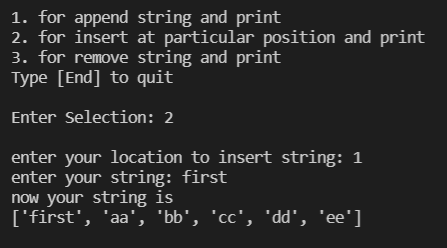 1. for append string and print
2. for insert at particular position and print
3. for remove string and print
Type [End] to quit
Enter Selection: 2
enter your location to insert string: 1
enter your string: first
now your string is
['first', 'aa', 'bb', 'cc', 'dd', 'ee']